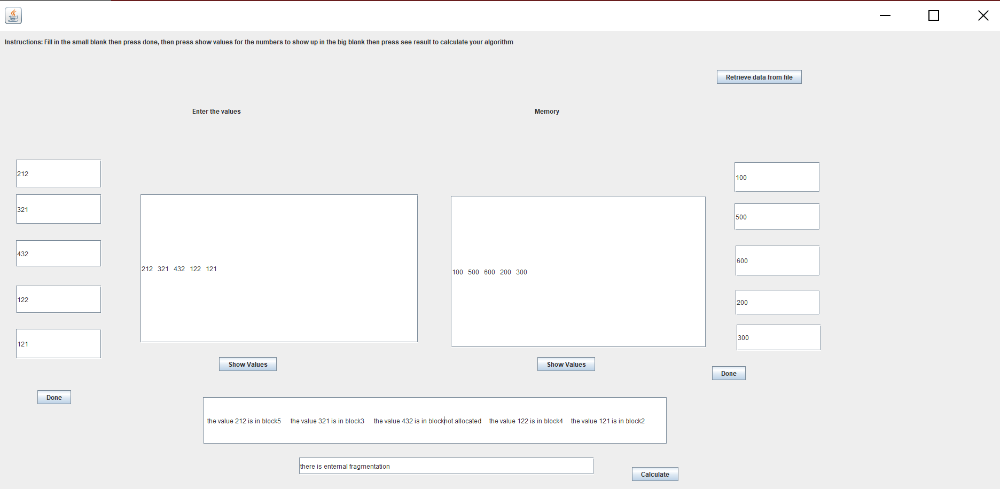 Instructions: Fill in the small blank then press done, then press show values for the numbers to show up in the big blank then press see result to calculate your algorithm
Retrieve data from file
Enter the values
Memory
212
321
432
122
121
212 321 432 122 121
Show Values
Done
100 500 600 200 300
Show Values
100
500
600
200
300
Done
the value 212 is in block5 the value 321 is in block3 the value 432 is in blocknot allocated the value 122 is in block4 the value 121 is in block2
there is enternal fragmentation
Calculate